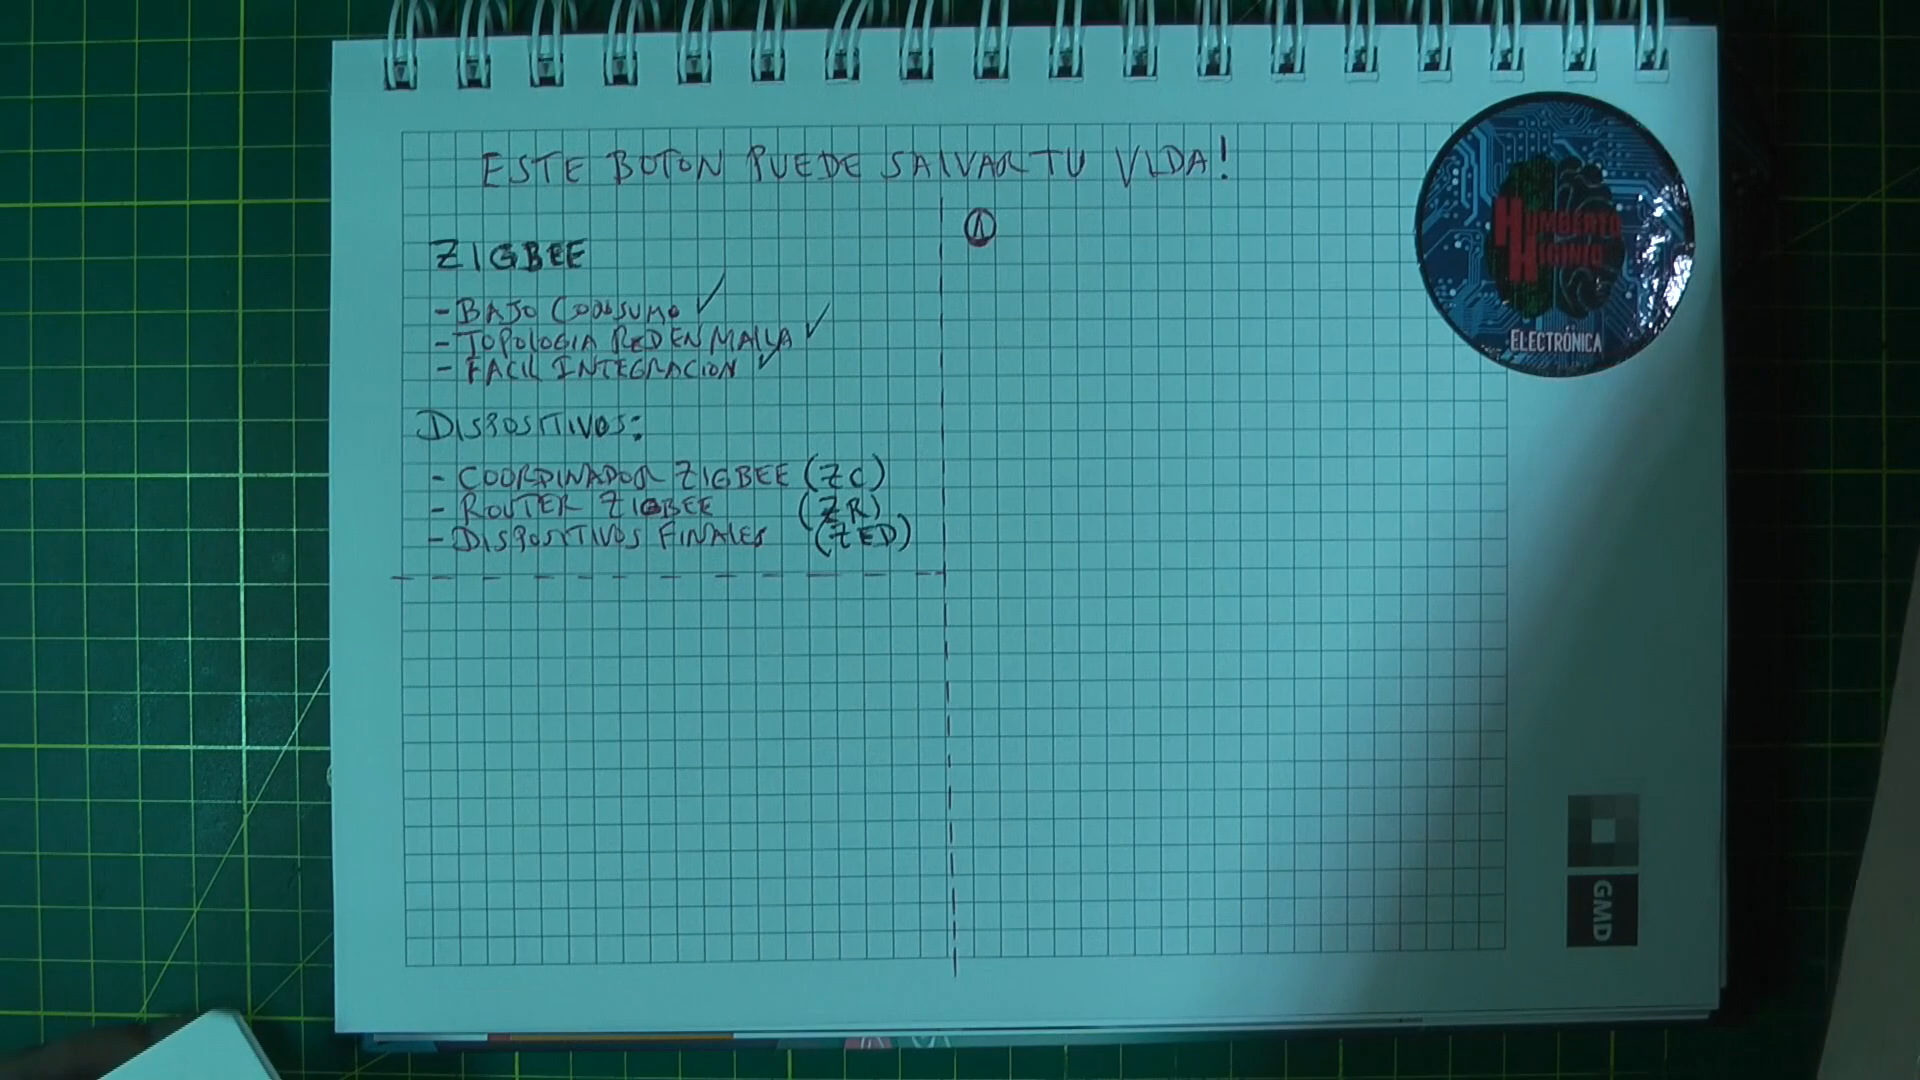 ESTE BOTON PUEDE SALVAR TU VIDA!
ZIGBEE
- BAJO CONSUMO ✓
- TOPOLOGIA RED EN MALLA ✓
- FACIL INTEGRACION ✓
DISPOSITIVOS:
- COORDINADOR ZIGBEE (ZC)
- ROUTER ZIGBEE (ZR)
- DISPOSITIVOS FINALES (ZED)
1
HUMBERTO
HIGINIO
ELECTRÓNICA
GMD